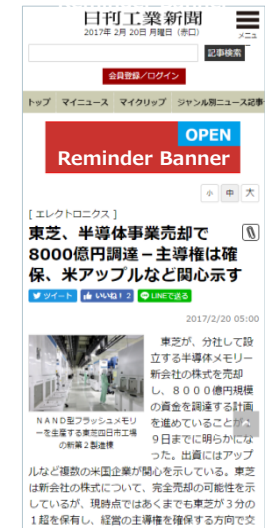 日刊工業新聞
2017年 2月 20日 月曜日 (赤口)
メニュー
記事検索
会員登録／ログイン
トップ マイニュース マイクリップ ジャンル別ニュース記事
OPEN
Reminder Banner
小 中 大
[ エレクトロニクス ]
東芝、半導体事業売却で
8000億円調達－主導権は確
保、米アップルなど関心示す
ツイート いいね! 2 LINEで送る
2017/2/20 05:00
東芝が、分社して設
立する半導体メモリー
新会社の株式を売却
し、８０００億円規模
の資金を調達する計画
を進めていることが１
９日までに明らかにな
った。出資にはアップ
ＮＡＮＤ型フラッシュメモリ
ーを生産する東芝四日市工場
の新第２製造棟
ルなど複数の米国企業が関心を示している。東芝
は新会社の株式について、完全売却の可能性を示
しているが、現時点ではあくまでも東芝が３分の
１超を保有し、経営の主導権を確保する方向で交